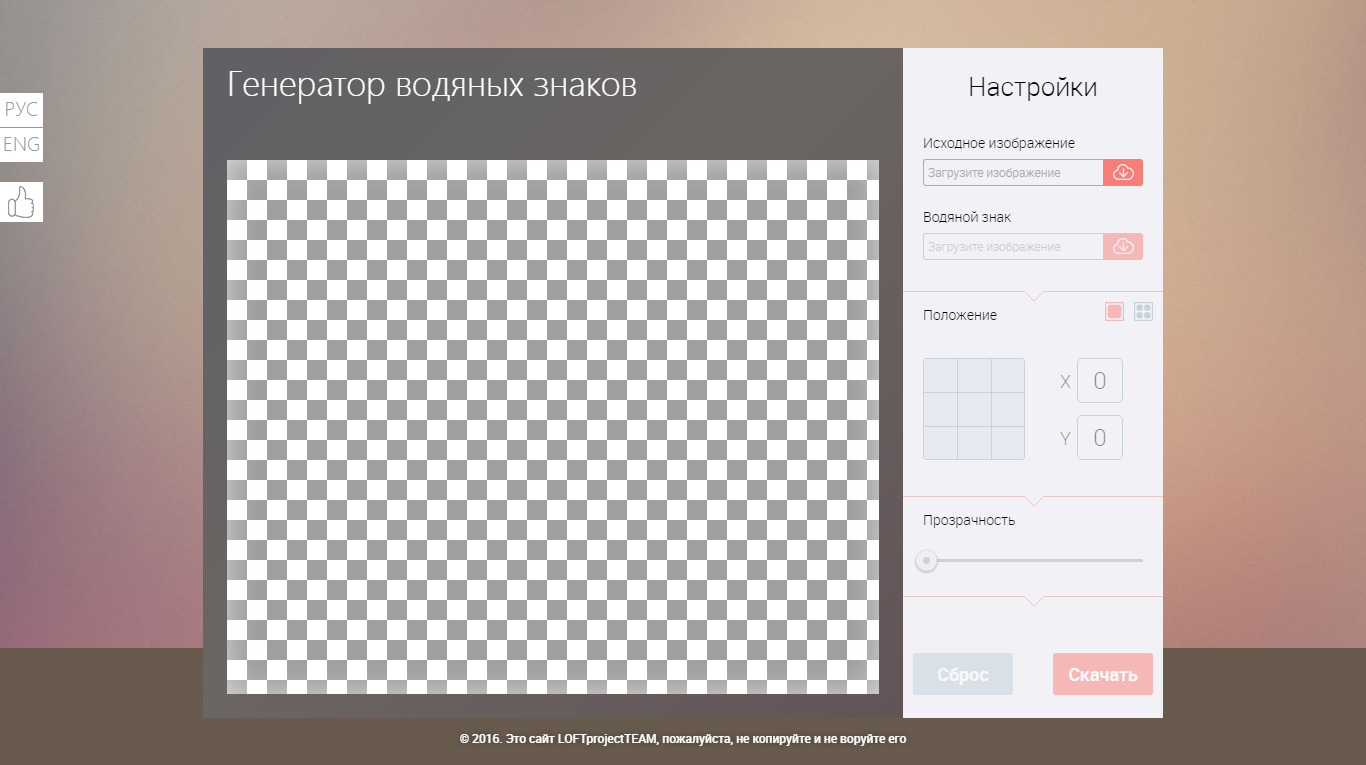 РУС
ENG
Генератор водяных знаков
Настройки
Исходное изображение
Загрузите изображение
Водяной знак
Загрузите изображение
Положение
X 0
Y 0
Прозрачность
Сброс Скачать
© 2016. Это сайт LOFTprojectTEAM, пожалуйста, не копируйте и не воруйте его